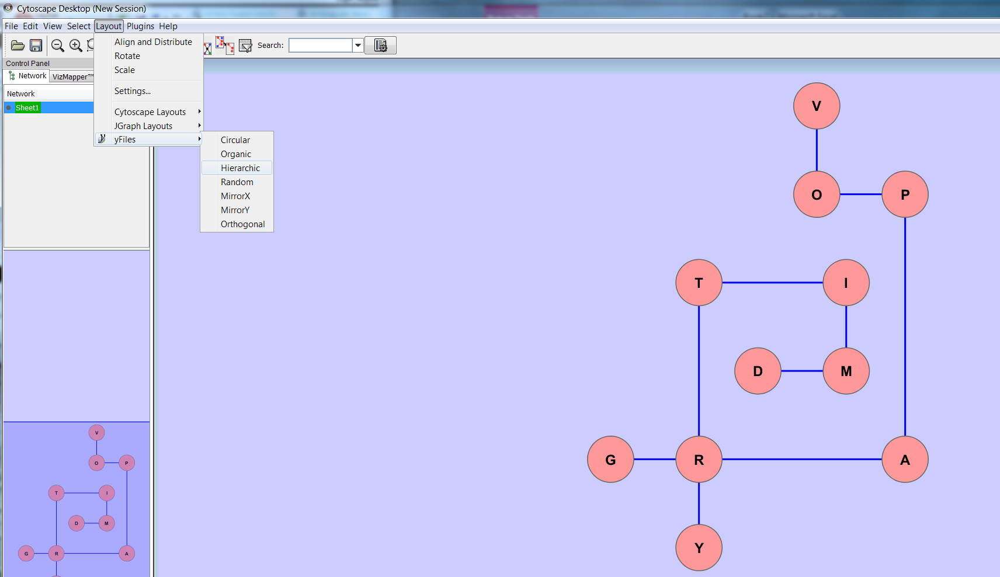 Cytoscape Desktop (New Session)
File Edit View Select Layout Plugins Help
Search:
Control Panel
Network VizMapper™
Network
Sheet1
Align and Distribute
Rotate
Scale
Settings...
Cytoscape Layouts
JGraph Layouts
yFiles
Circular
Organic
Hierarchic
Random
MirrorX
MirrorY
Orthogonal
V
O P
T I
D M
G R A
Y
V
O P
T I
D M
G R A